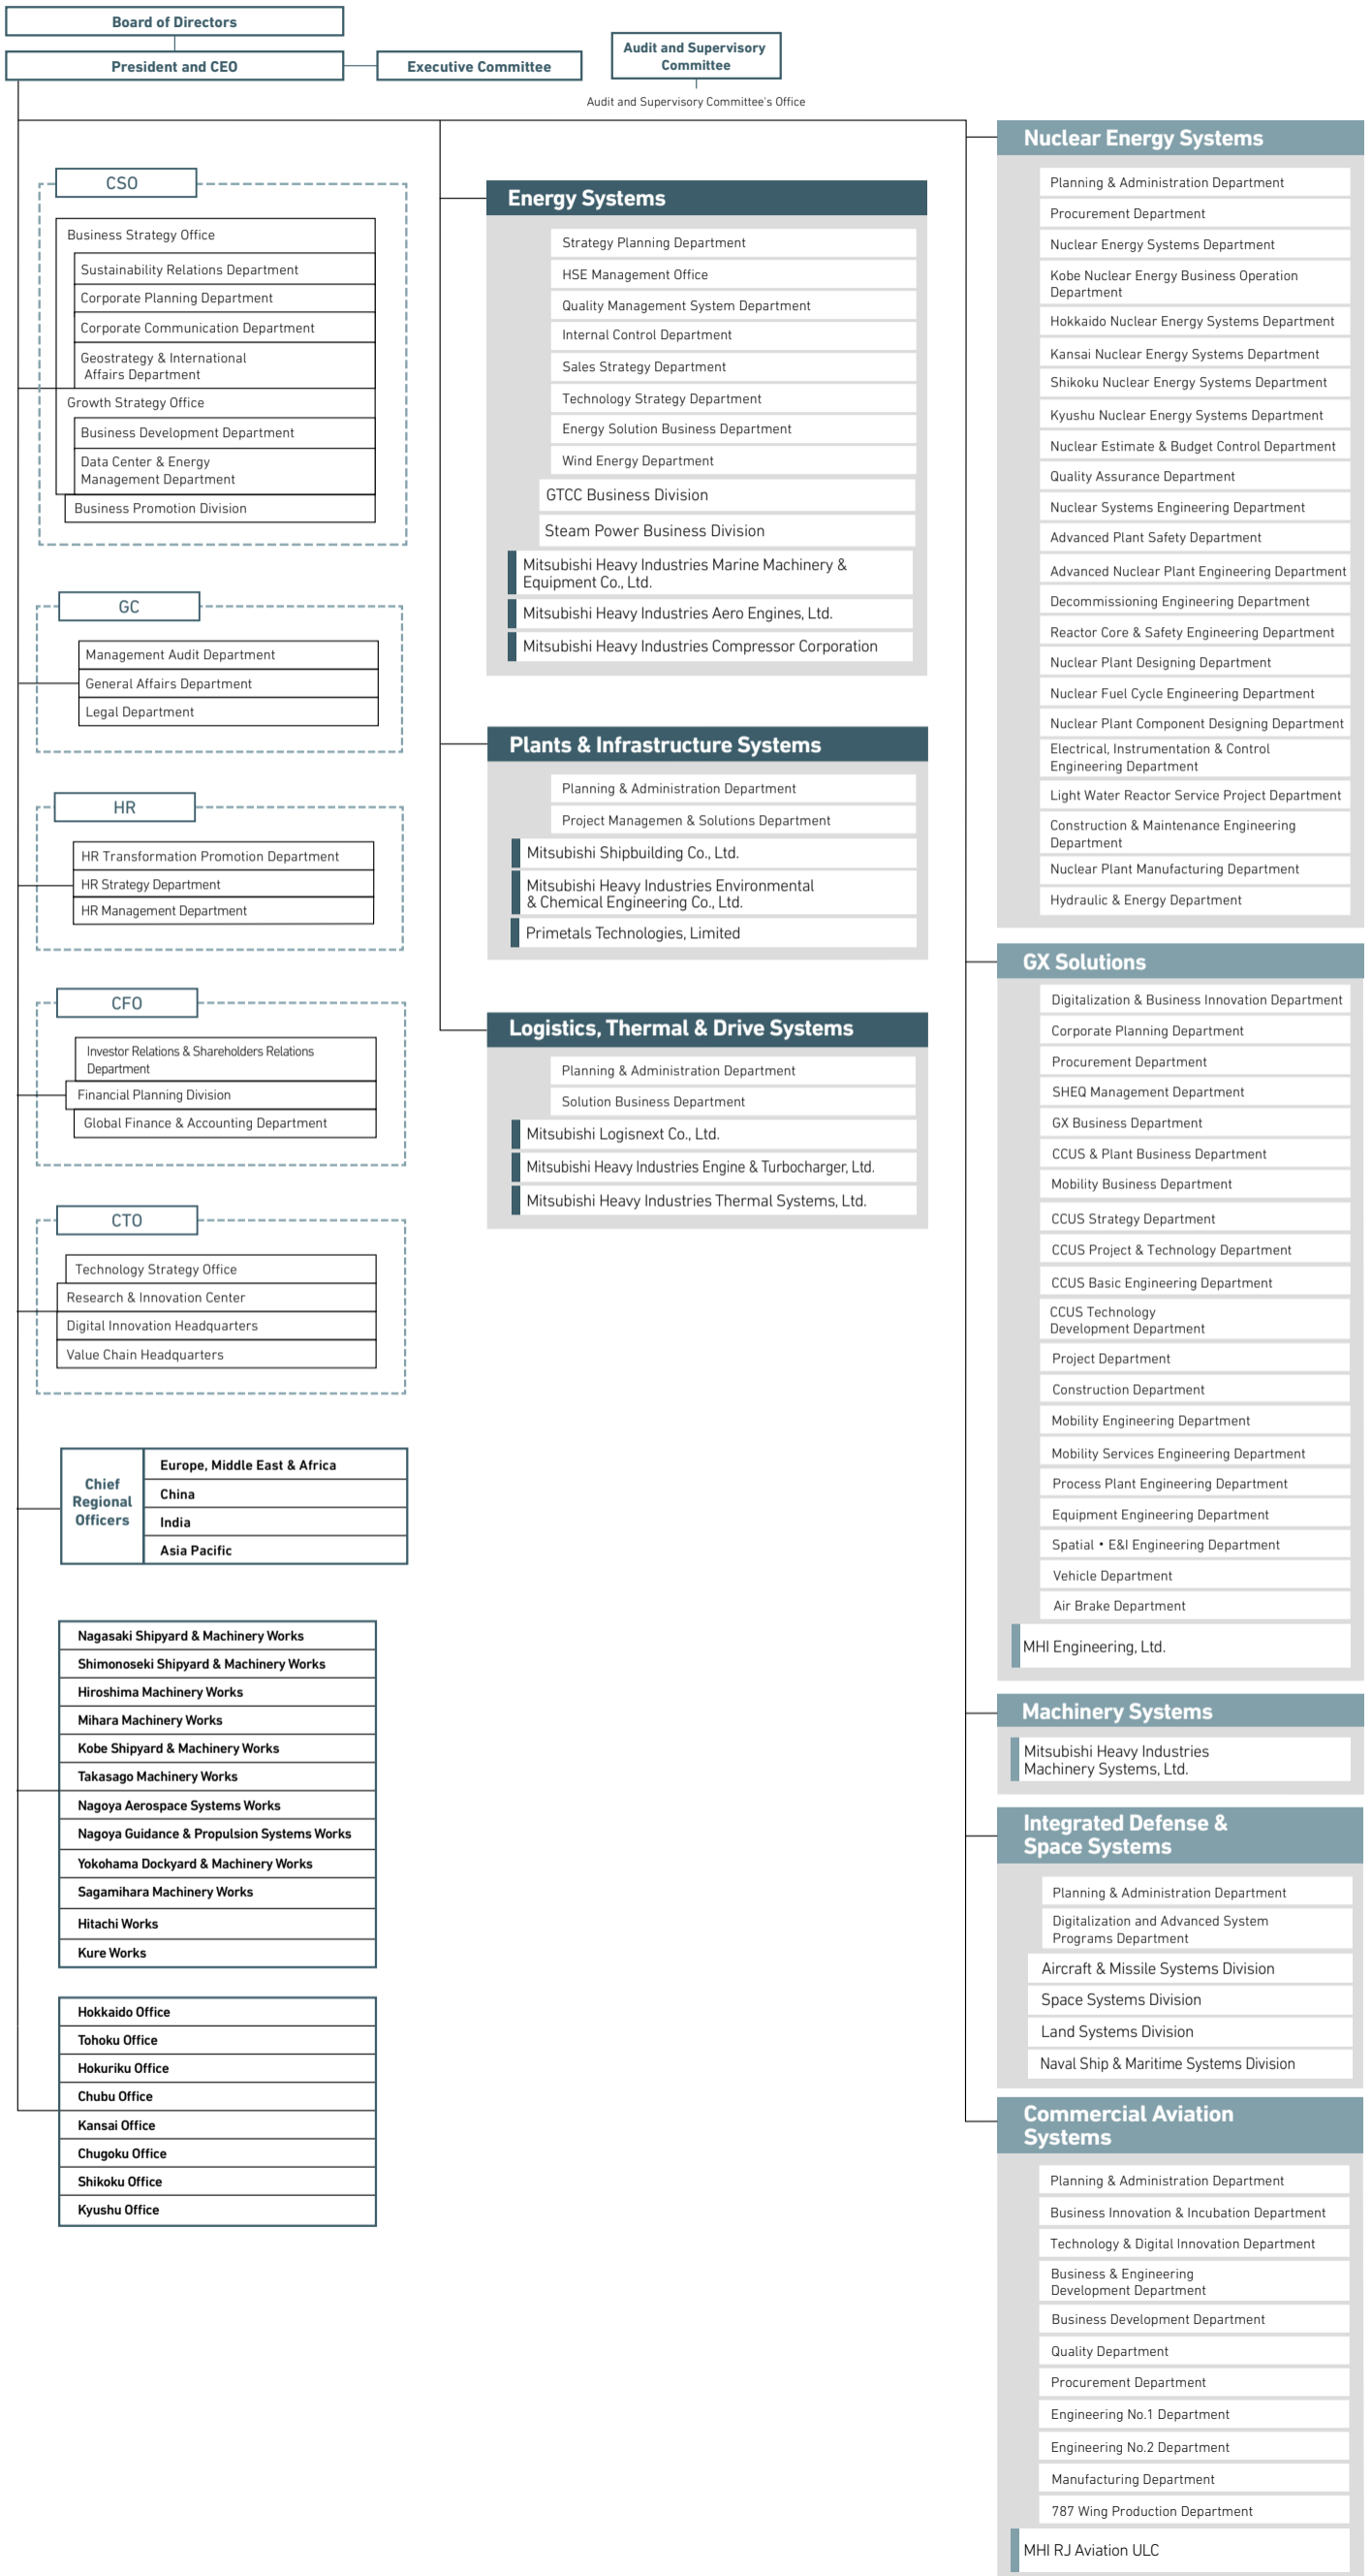 Board of Directors
President and CEO
Executive Committee
Audit and Supervisory
Committee
Audit and Supervisory Committee's Office
CSO
Business Strategy Office
Sustainability Relations Department
Corporate Planning Department
Corporate Communication Department
Geostrategy & International
Affairs Department
Growth Strategy Office
Business Development Department
Data Center & Energy
Management Department
Business Promotion Division
GC
Management Audit Department
General Affairs Department
Legal Department
HR
HR Transformation Promotion Department
HR Strategy Department
HR Management Department
CFO
Investor Relations & Shareholders Relations
Department
Financial Planning Division
Global Finance & Accounting Department
CTO
Technology Strategy Office
Research & Innovation Center
Digital Innovation Headquarters
Value Chain Headquarters
Chief
Regional
Officers
Europe, Middle East & Africa
China
India
Asia Pacific
Nagasaki Shipyard & Machinery Works
Shimonoseki Shipyard & Machinery Works
Hiroshima Machinery Works
Mihara Machinery Works
Kobe Shipyard & Machinery Works
Takasago Machinery Works
Nagoya Aerospace Systems Works
Nagoya Guidance & Propulsion Systems Works
Yokohama Dockyard & Machinery Works
Sagamihara Machinery Works
Hitachi Works
Kure Works
Hokkaido Office
Tohoku Office
Hokuriku Office
Chubu Office
Kansai Office
Chugoku Office
Shikoku Office
Kyushu Office
Energy Systems
Strategy Planning Department
HSE Management Office
Quality Management System Department
Internal Control Department
Sales Strategy Department
Technology Strategy Department
Energy Solution Business Department
Wind Energy Department
GTCC Business Division
Steam Power Business Division
Mitsubishi Heavy Industries Marine Machinery &
Equipment Co., Ltd.
Mitsubishi Heavy Industries Aero Engines, Ltd.
Mitsubishi Heavy Industries Compressor Corporation
Plants & Infrastructure Systems
Planning & Administration Department
Project Managemen & Solutions Department
Mitsubishi Shipbuilding Co., Ltd.
Mitsubishi Heavy Industries Environmental
& Chemical Engineering Co., Ltd.
Primetals Technologies, Limited
Logistics, Thermal & Drive Systems
Planning & Administration Department
Solution Business Department
Mitsubishi Logisnext Co., Ltd.
Mitsubishi Heavy Industries Engine & Turbocharger, Ltd.
Mitsubishi Heavy Industries Thermal Systems, Ltd.
Nuclear Energy Systems
Planning & Administration Department
Procurement Department
Nuclear Energy Systems Department
Kobe Nuclear Energy Business Operation
Department
Hokkaido Nuclear Energy Systems Department
Kansai Nuclear Energy Systems Department
Shikoku Nuclear Energy Systems Department
Kyushu Nuclear Energy Systems Department
Nuclear Estimate & Budget Control Department
Quality Assurance Department
Nuclear Systems Engineering Department
Advanced Plant Safety Department
Advanced Nuclear Plant Engineering Department
Decommissioning Engineering Department
Reactor Core & Safety Engineering Department
Nuclear Plant Designing Department
Nuclear Fuel Cycle Engineering Department
Nuclear Plant Component Designing Department
Electrical, Instrumentation & Control
Engineering Department
Light Water Reactor Service Project Department
Construction & Maintenance Engineering
Department
Nuclear Plant Manufacturing Department
Hydraulic & Energy Department
GX Solutions
Digitalization & Business Innovation Department
Corporate Planning Department
Procurement Department
SHEQ Management Department
GX Business Department
CCUS & Plant Business Department
Mobility Business Department
CCUS Strategy Department
CCUS Project & Technology Department
CCUS Basic Engineering Department
CCUS Technology
Development Department
Project Department
Construction Department
Mobility Engineering Department
Mobility Services Engineering Department
Process Plant Engineering Department
Equipment Engineering Department
Spatial・E&I Engineering Department
Vehicle Department
Air Brake Department
MHI Engineering, Ltd.
Machinery Systems
Mitsubishi Heavy Industries
Machinery Systems, Ltd.
Integrated Defense &
Space Systems
Planning & Administration Department
Digitalization and Advanced System
Programs Department
Aircraft & Missile Systems Division
Space Systems Division
Land Systems Division
Naval Ship & Maritime Systems Division
Commercial Aviation
Systems
Planning & Administration Department
Business Innovation & Incubation Department
Technology & Digital Innovation Department
Business & Engineering
Development Department
Business Development Department
Quality Department
Procurement Department
Engineering No.1 Department
Engineering No.2 Department
Manufacturing Department
787 Wing Production Department
MHI RJ Aviation ULC